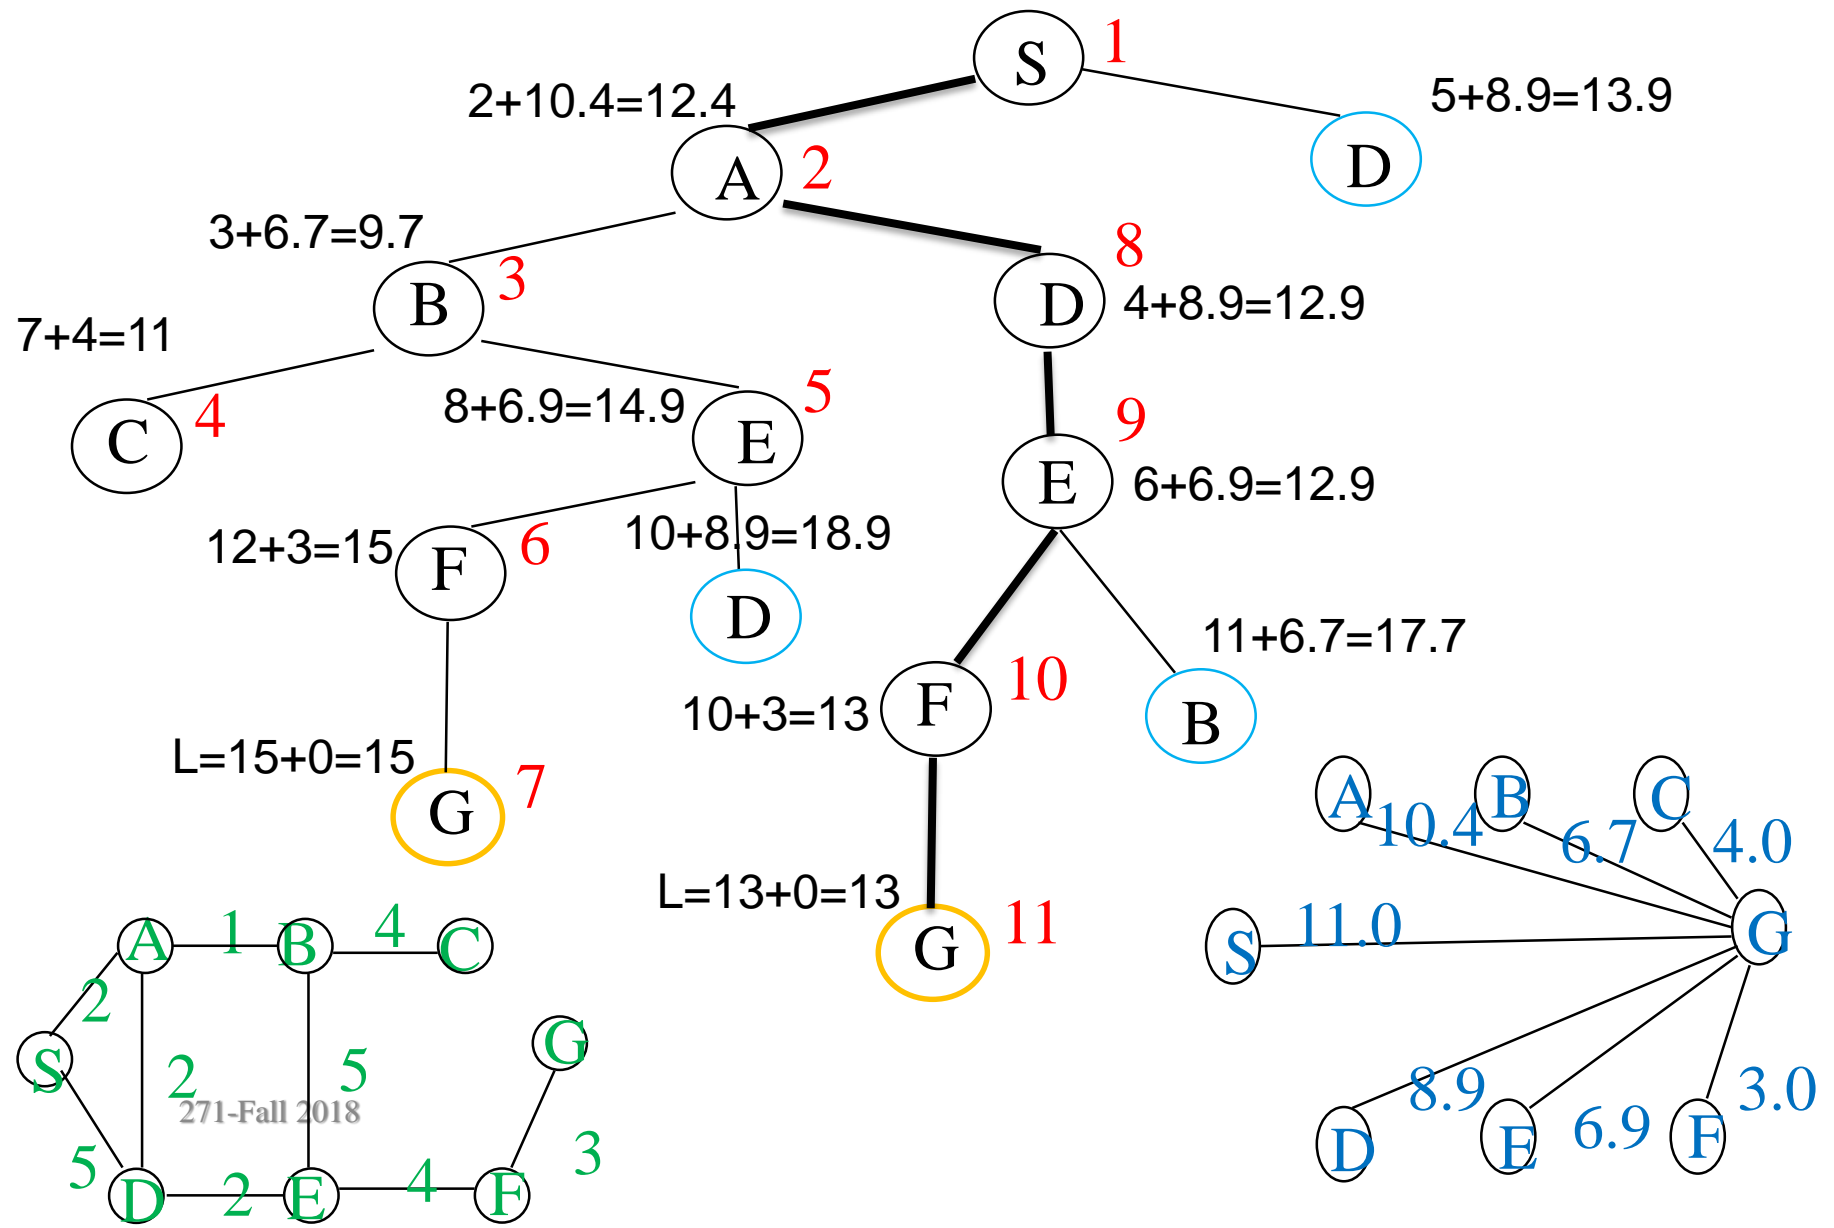 S
1
2+10.4=12.4
5+8.9=13.9
A
2
D
3+6.7=9.7
B
3
8
D
4+8.9=12.9
7+4=11
C
4
8+6.9=14.9
E
5
9
E
6+6.9=12.9
12+3=15
F
6
10+8.9=18.9
D
11+6.7=17.7
10+3=13
F
10
B
L=15+0=15
G
7
L=13+0=13
G
11
A
1
B
4
C
2
S
2
5
G
271-Fall 2018
5
D
2
E
4
F
3
A
10.4
B
6.7
C
4.0
S
11.0
G
8.9
D
6.9
E
3.0
F